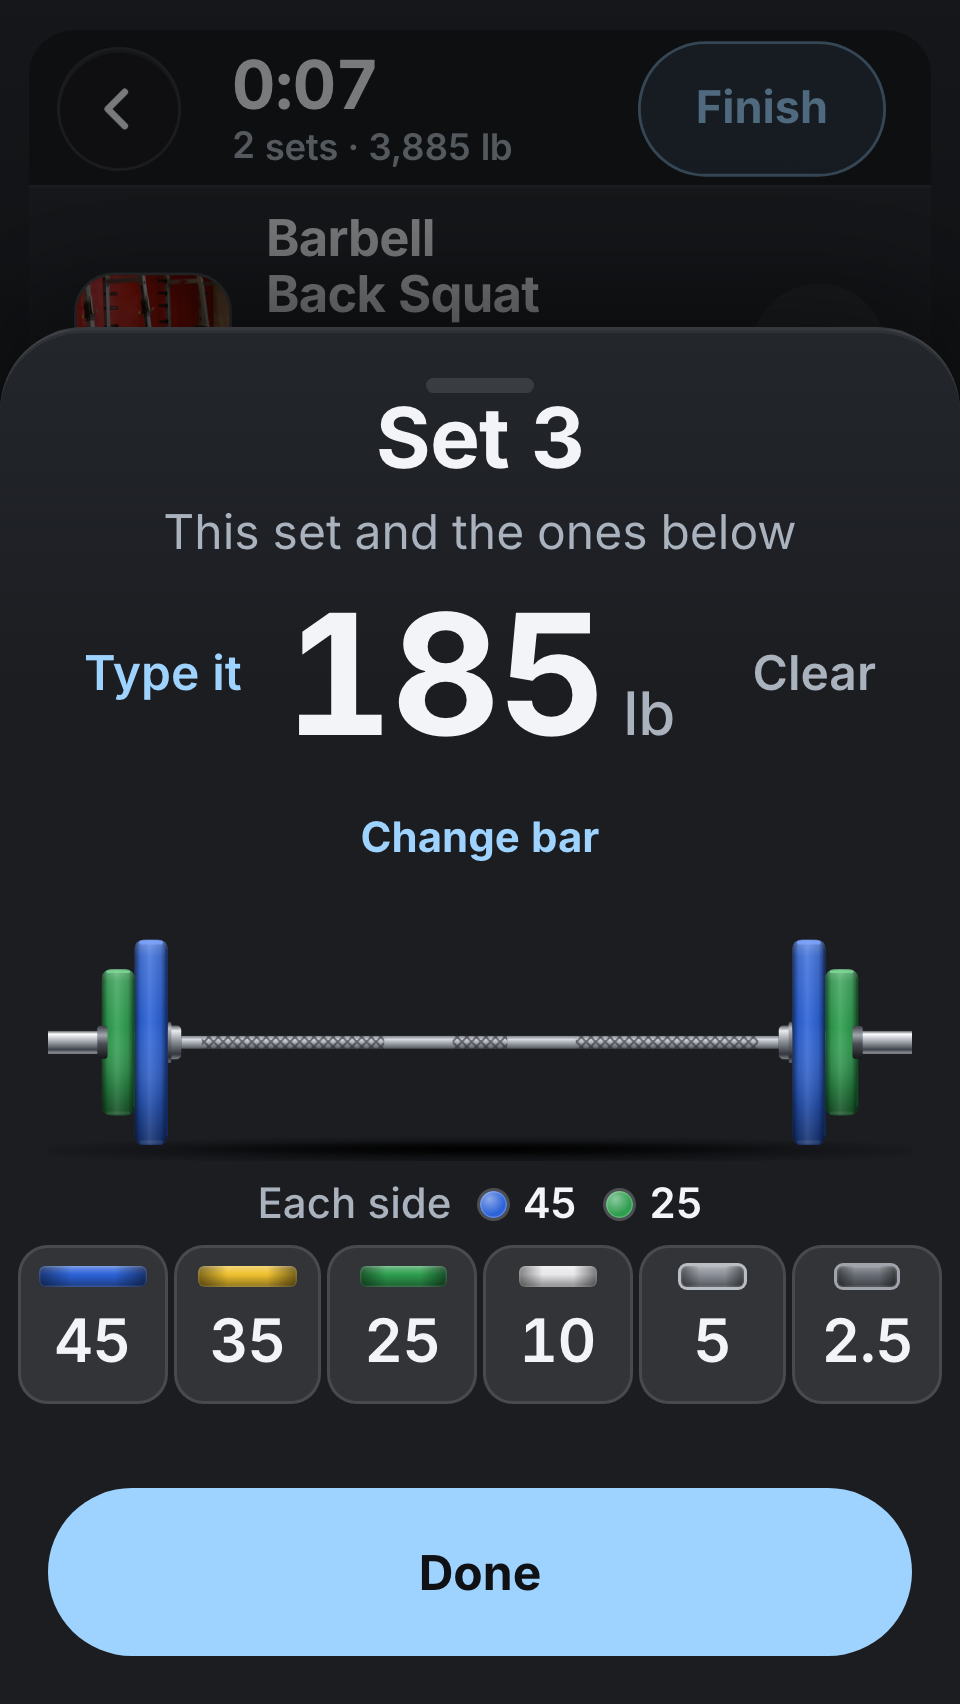 0:07
Finish
2 sets · 3,885 lb
Barbell
Back Squat
Set 3
This set and the ones below
Type it
185 lb
Clear
Change bar
Each side 45 25
45 35 25 10 5 2.5
Done